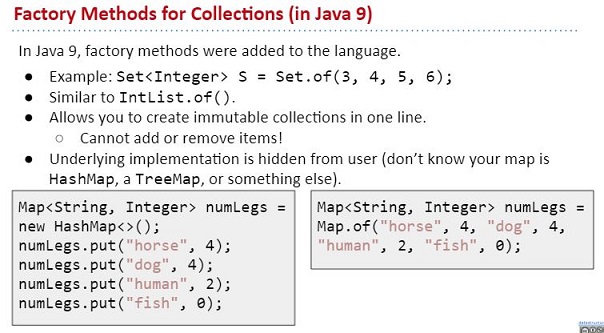 Factory Methods for Collections (in Java 9)
In Java 9, factory methods were added to the language.
● Example: Set<Integer> S = Set.of(3, 4, 5, 6);
● Similar to IntList.of().
● Allows you to create immutable collections in one line.
○ Cannot add or remove items!
● Underlying implementation is hidden from user (don’t know your map is
HashMap, a TreeMap, or something else).
Map<String, Integer> numLegs =
new HashMap<>();
numLegs.put("horse", 4);
numLegs.put("dog", 4);
numLegs.put("human", 2);
numLegs.put("fish", 0);
Map<String, Integer> numLegs =
Map.of("horse", 4, "dog", 4,
"human", 2, "fish", 0);